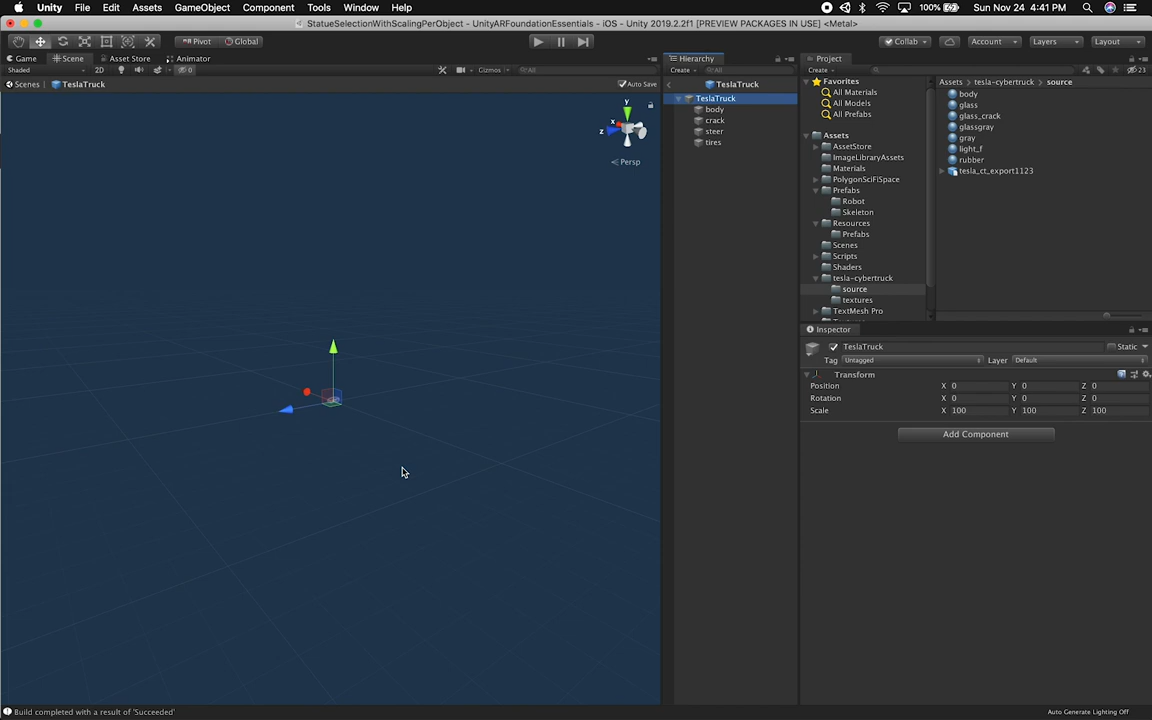 Unity File Edit Assets GameObject Component Tools Window Help 100% Sun Nov 24 4:41 PM
StatueSelectionWithScalingPerObject - UnityARFoundationEssentials - iOS - Unity 2019.2.2f1 [PREVIEW PACKAGES IN USE] <Metal>
Pivot Global Collab Account Layers Layout
Game Scene Asset Store Animator Hierarchy Project
Shaded 2D 0 Gizmos All Create All Create 23
Scenes TeslaTruck Auto Save
TeslaTruck
TeslaTruck
body
crack
steer
tires
y
x
z
Persp
Favorites
All Materials
All Models
All Prefabs
Assets
AssetStore
ImageLibraryAssets
Materials
PolygonSciFiSpace
Prefabs
Robot
Skeleton
Resources
Prefabs
Scenes
Scripts
Shaders
tesla-cybertruck
source
textures
TextMesh Pro
Assets > tesla-cybertruck > source
body
glass
glass_crack
glassgray
gray
light_f
rubber
tesla_ct_export1123
Inspector
TeslaTruck Static
Tag Untagged Layer Default
Transform
Position X 0 Y 0 Z 0
Rotation X 0 Y 0 Z 0
Scale X 100 Y 100 Z 100
Add Component
Build completed with a result of 'Succeeded' Auto Generate Lighting Off